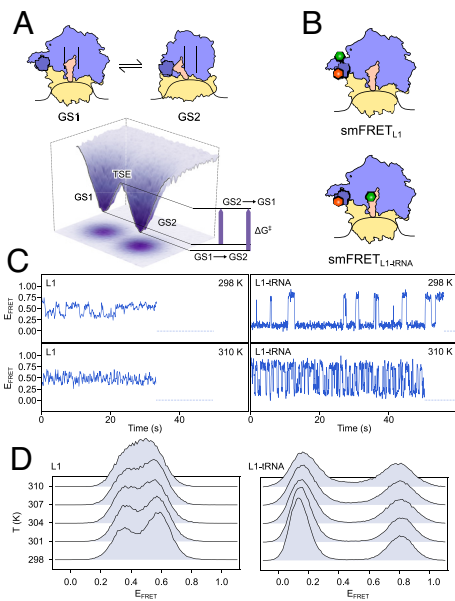 A
B
GS1
GS2
smFRETL1
TSE
GS1
GS2
GS2→GS1
ΔG‡
GS1→GS2
smFRETL1-tRNA
C
L1
298 K
L1-tRNA
298 K
EFRET
1.00
0.75
0.50
0.25
0.00
L1
310 K
L1-tRNA
310 K
EFRET
1.00
0.75
0.50
0.25
0.00
0
20
40
0
20
40
Time (s)
Time (s)
D
L1
L1-tRNA
T (K)
310
307
304
301
298
0.0
0.2
0.4
0.6
0.8
1.0
0.0
0.2
0.4
0.6
0.8
1.0
EFRET
EFRET